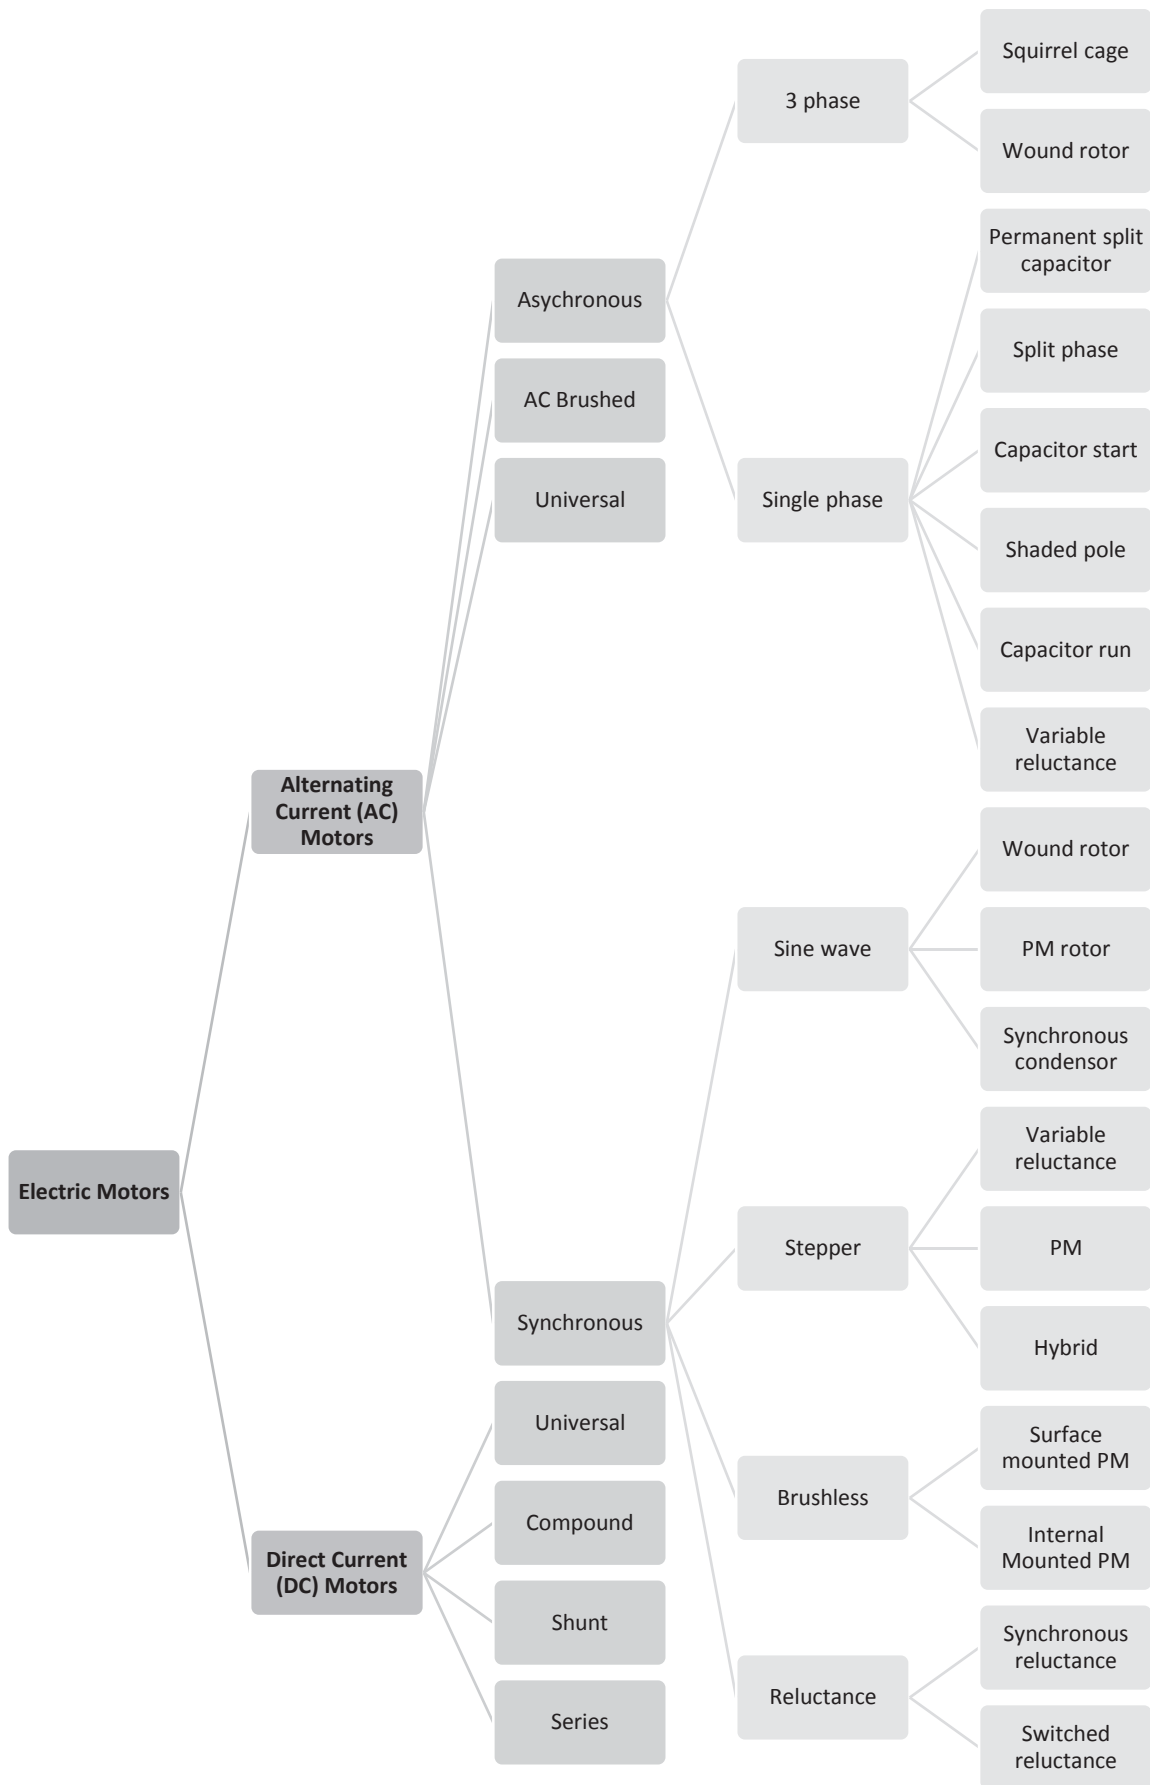 Electric Motors
Alternating
Current (AC)
Motors
Asychronous
3 phase
Squirrel cage
Wound rotor
Single phase
Permanent split
capacitor
Split phase
Capacitor start
Shaded pole
Capacitor run
Variable
reluctance
AC Brushed
Universal
Synchronous
Sine wave
Wound rotor
PM rotor
Synchronous
condensor
Stepper
Variable
reluctance
PM
Hybrid
Brushless
Surface
mounted PM
Internal
Mounted PM
Reluctance
Synchronous
reluctance
Switched
reluctance
Direct Current
(DC) Motors
Universal
Compound
Shunt
Series